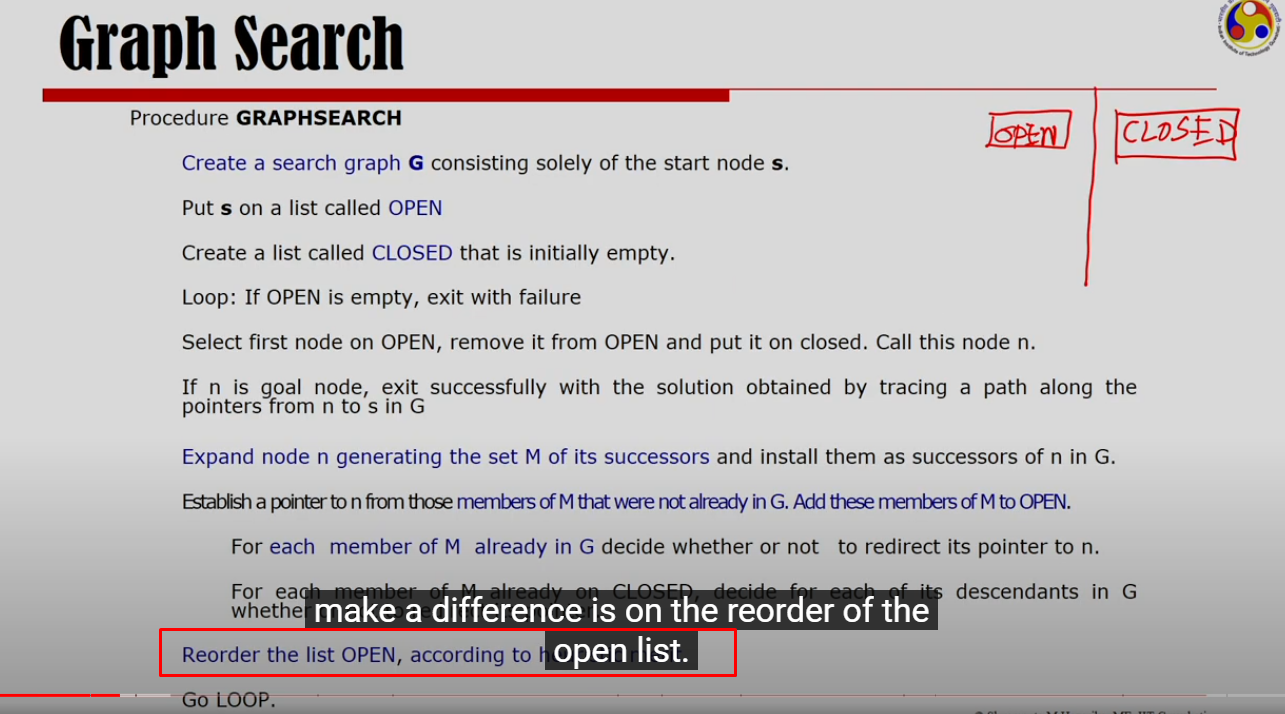 Graph Search
Procedure GRAPHSEARCH
OPEN
CLOSED
Create a search graph G consisting solely of the start node s.
Put s on a list called OPEN
Create a list called CLOSED that is initially empty.
Loop: If OPEN is empty, exit with failure
Select first node on OPEN, remove it from OPEN and put it on closed. Call this node n.
If n is goal node, exit successfully with the solution obtained by tracing a path along the
pointers from n to s in G
Expand node n generating the set M of its successors and install them as successors of n in G.
Establish a pointer to n from those members of M that were not already in G. Add these members of M to OPEN.
For each member of M already in G decide whether or not to redirect its pointer to n.
For each member of M already on CLOSED, decide for each of its descendants in G
whether
make a difference is on the reorder of the
open list.
Reorder the list OPEN, according to
Go LOOP.